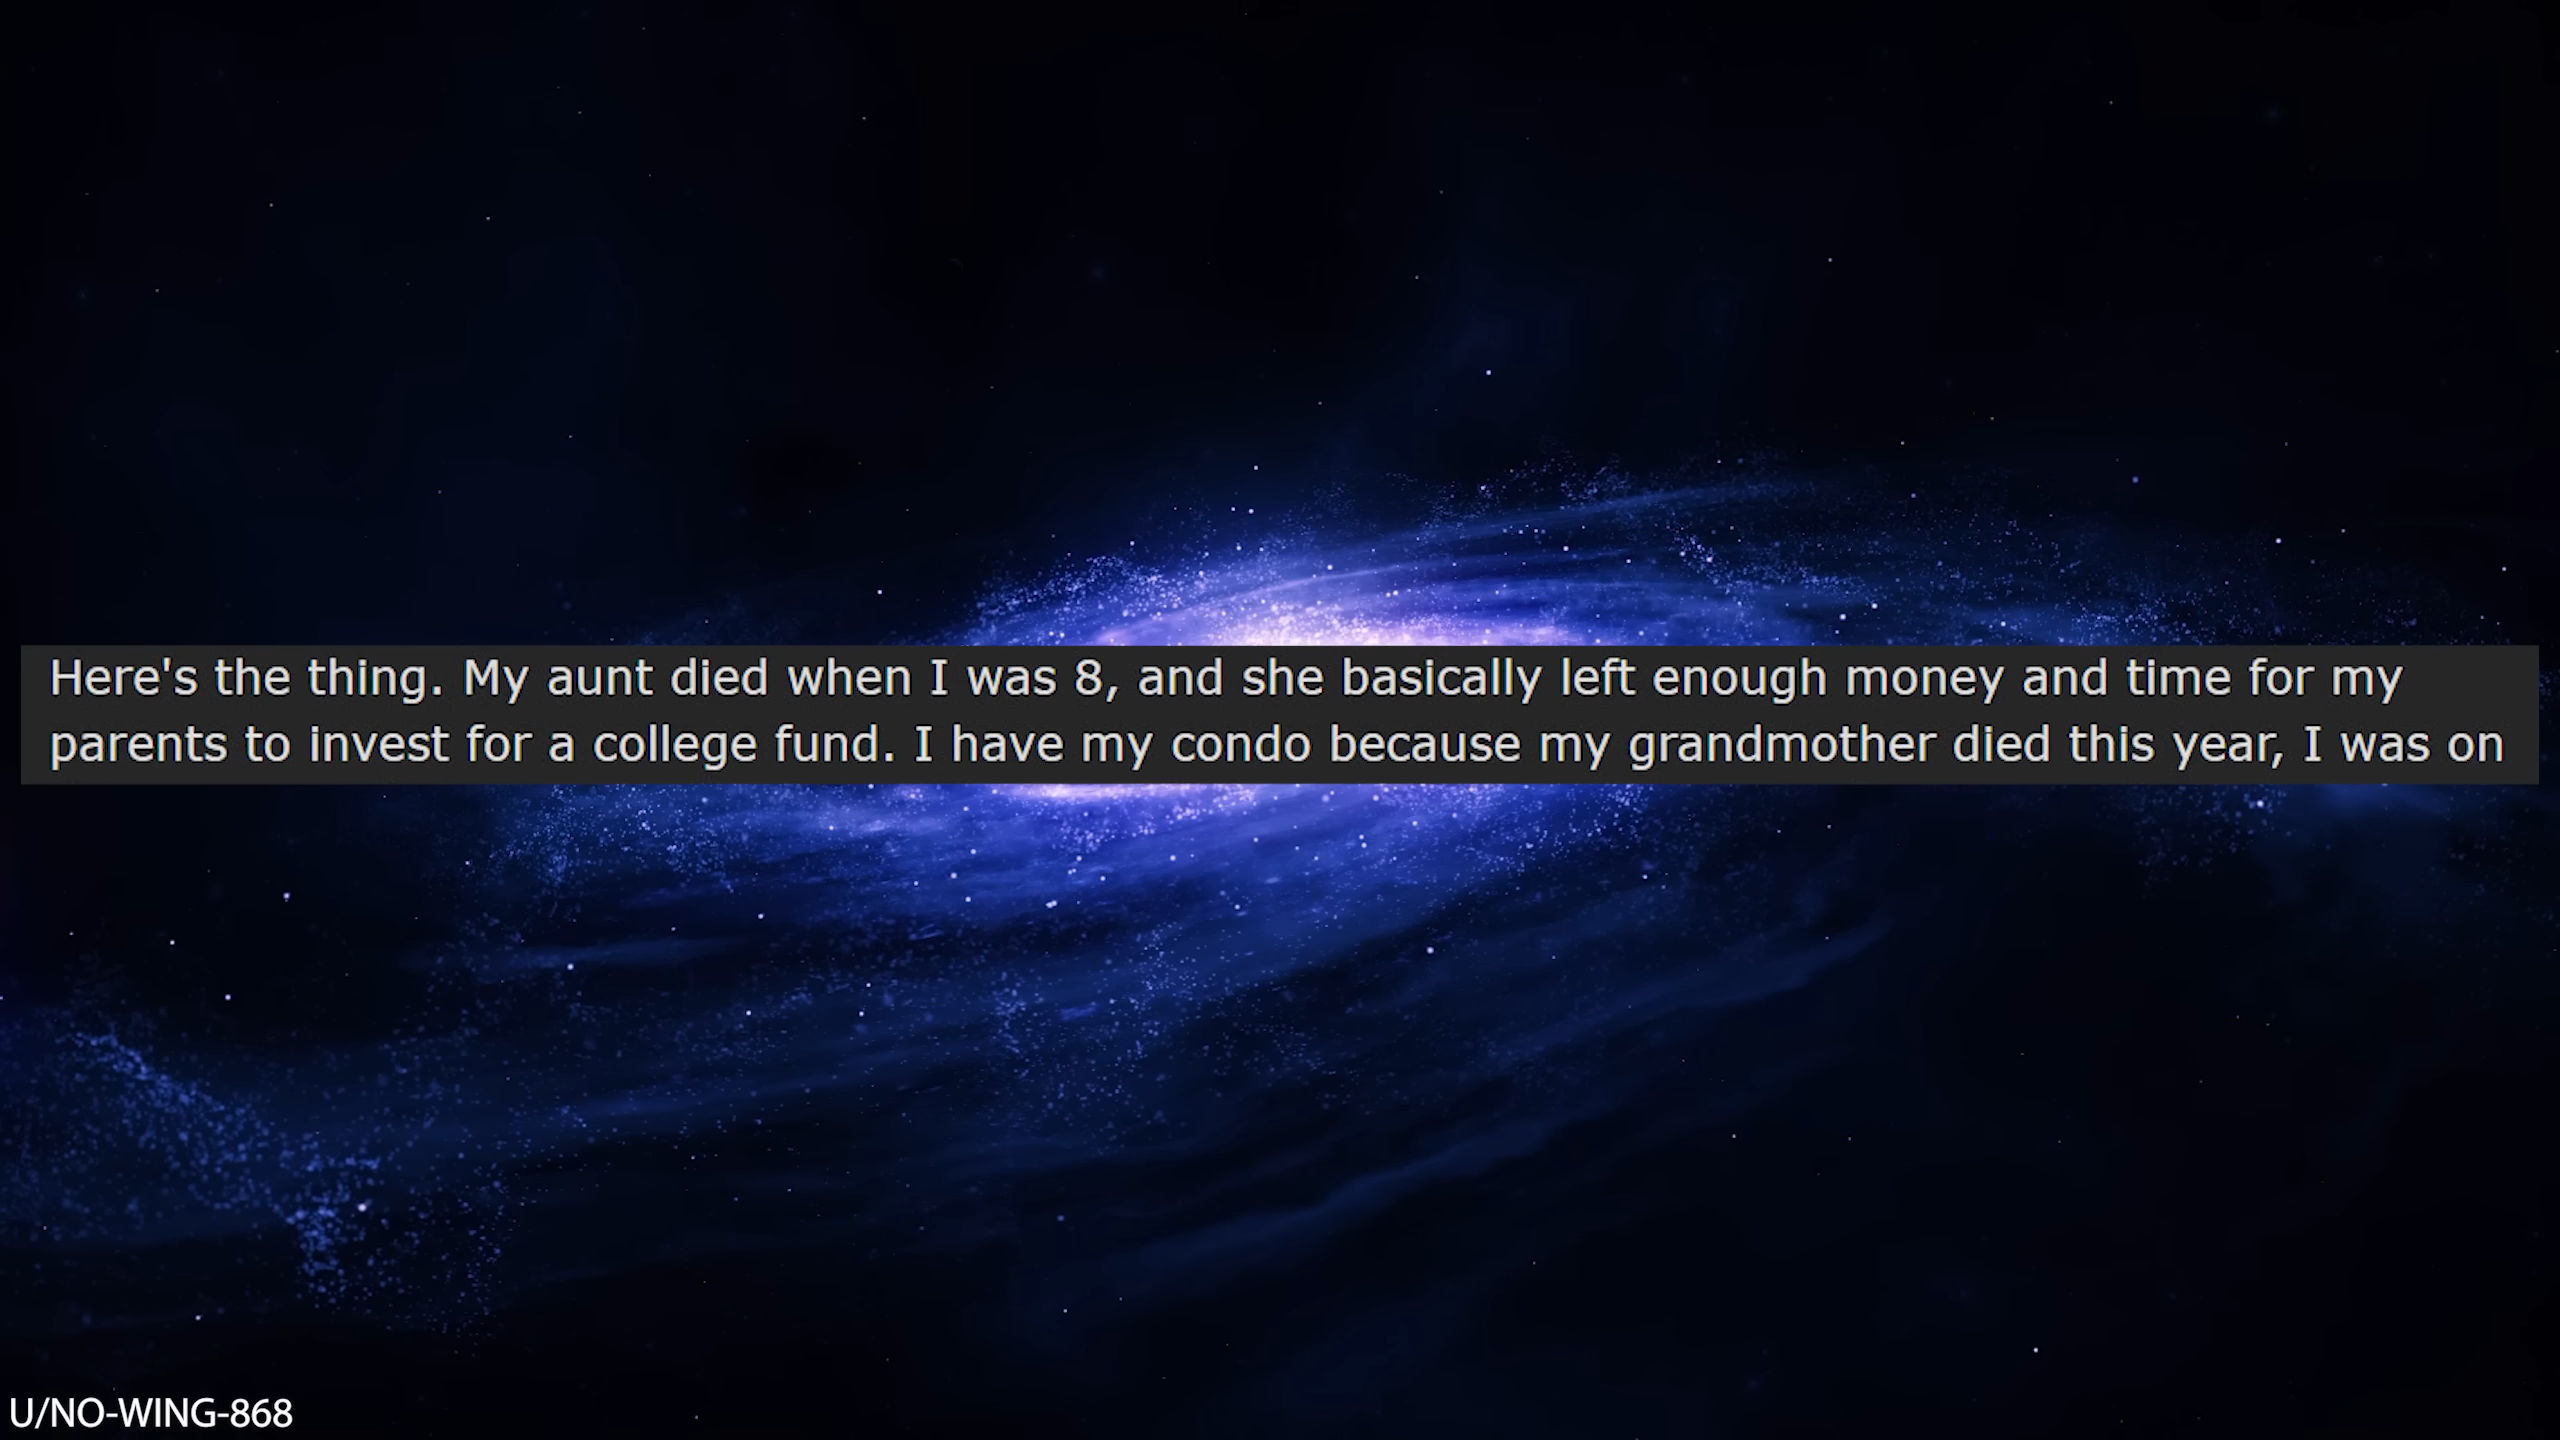 Here's the thing. My aunt died when I was 8, and she basically left enough money and time for my
parents to invest for a college fund. I have my condo because my grandmother died this year, I was on
U/NO-WING-868